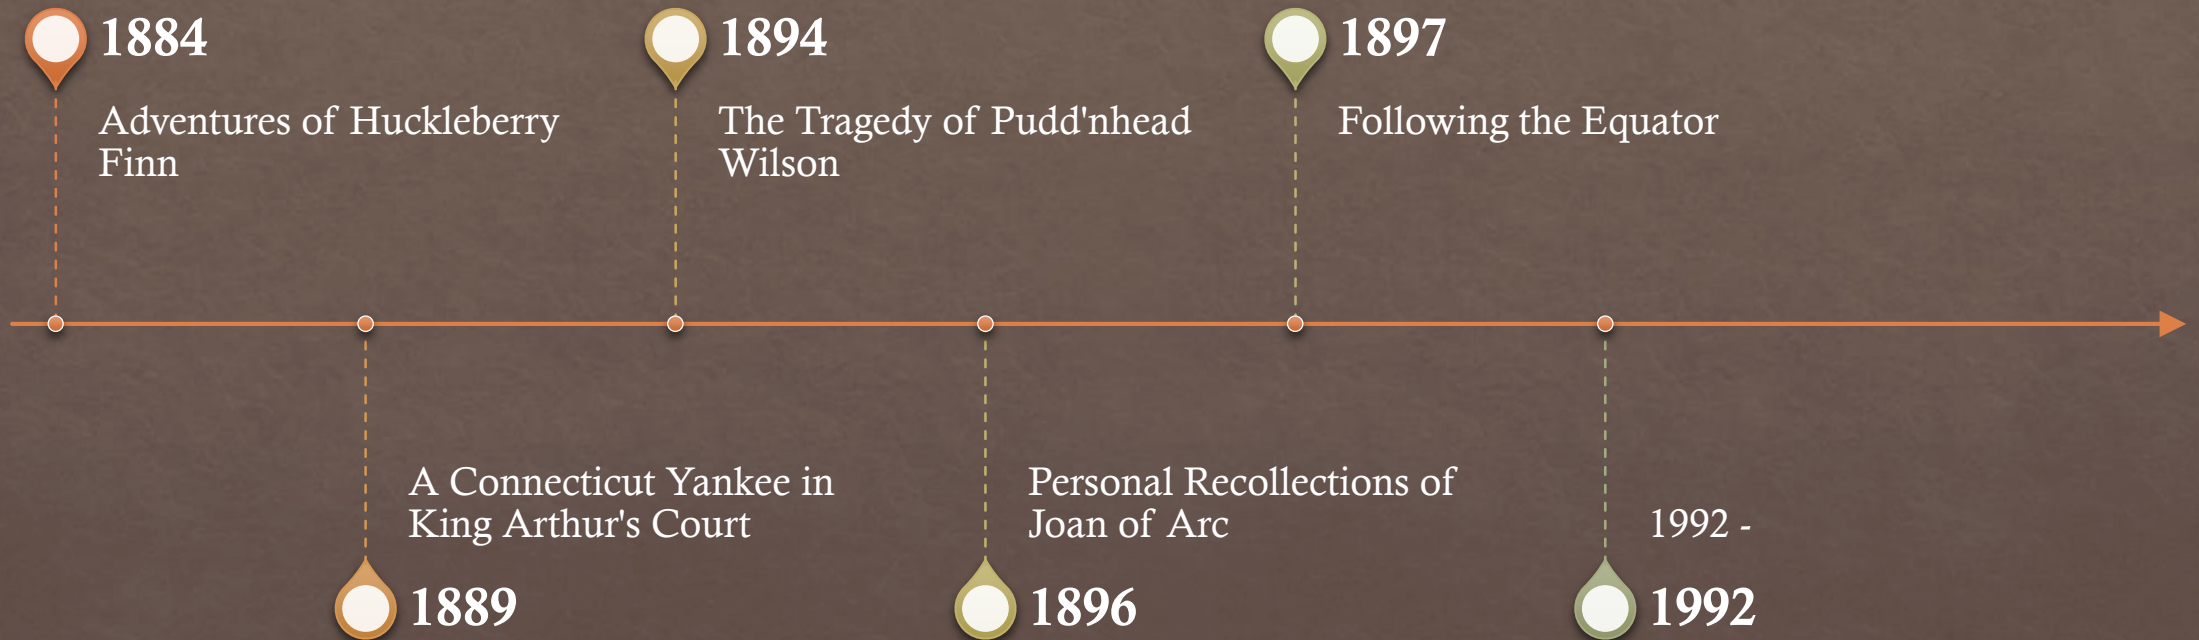 1884
Adventures of Huckleberry
Finn
A Connecticut Yankee in
King Arthur's Court
1889
1894
The Tragedy of Pudd'nhead
Wilson
Personal Recollections of
Joan of Arc
1896
1897
Following the Equator
1992 -
1992